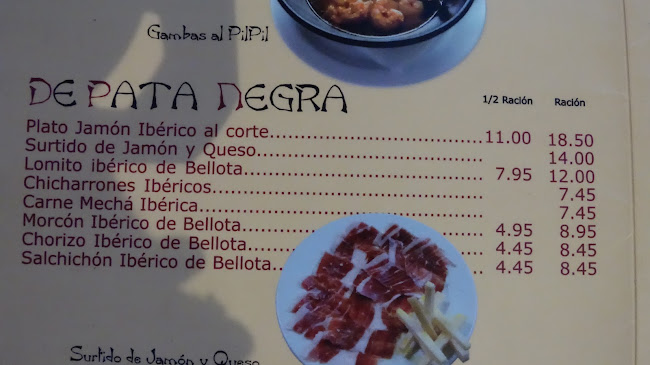 Gambas al PilPil
De Pata Negra 1/2 Ración Ración
Plato Jamón Ibérico al corte........................................11.00 18.50
Surtido de Jamón y Queso........................................ 14.00
Lomito ibérico de Bellota........................................ 7.95 12.00
Chicharrones Ibéricos........................................ 7.45
Carne Mechá Ibérica........................................ 7.45
Morcón Ibérico de Bellota........................................ 4.95 8.95
Chorizo Ibérico de Bellota........................................ 4.45 8.45
Salchichón Ibérico de Bellota........................................ 4.45 8.45
Surtido de Jamón y Queso